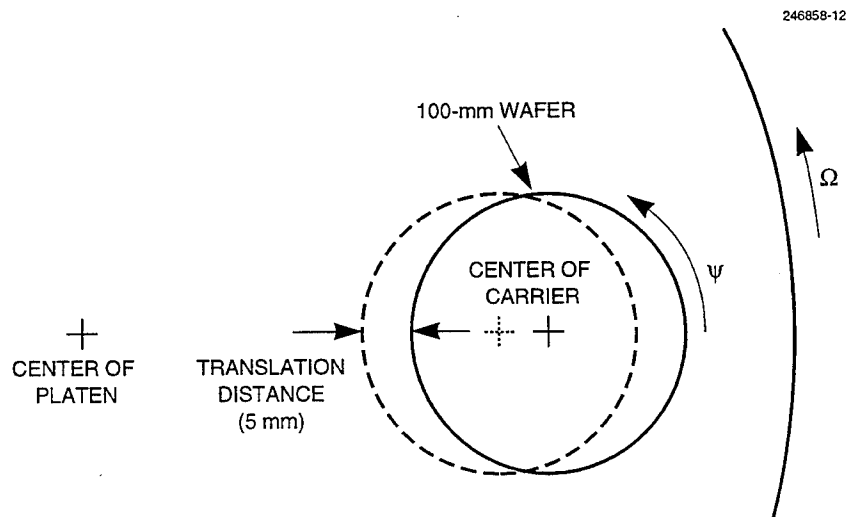 246858-12
100-mm WAFER
Ω
CENTER OF
CARRIER
ψ
CENTER OF
PLATEN
TRANSLATION
DISTANCE
(5 mm)